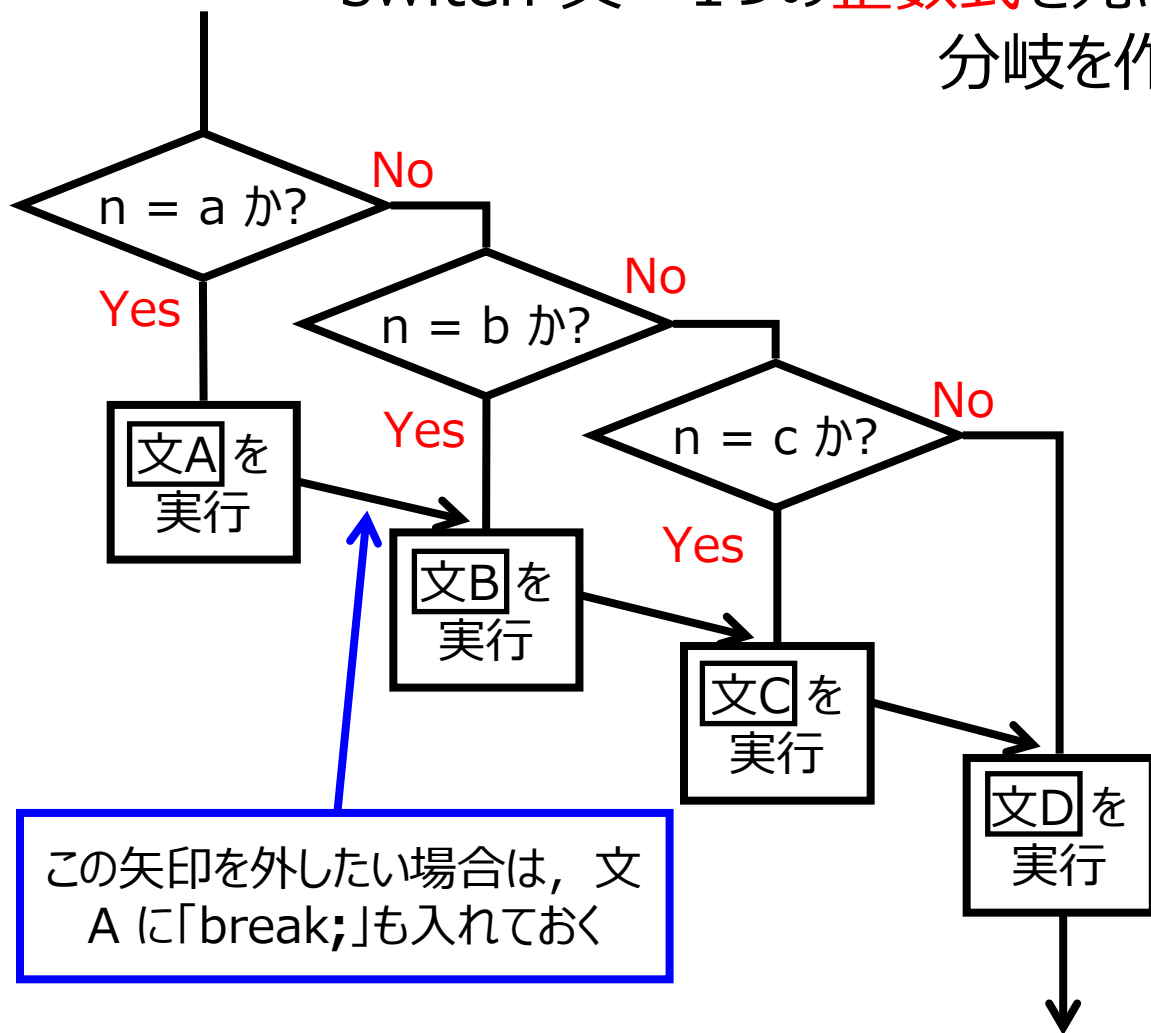 分岐を作
n = a か?
No
Yes
n = b か?
No
Yes
n = c か?
No
Yes
文A を
実行
文B を
実行
文C を
実行
文D を
実行
この矢印を外したい場合は, 文
A に「break;」も入れておく